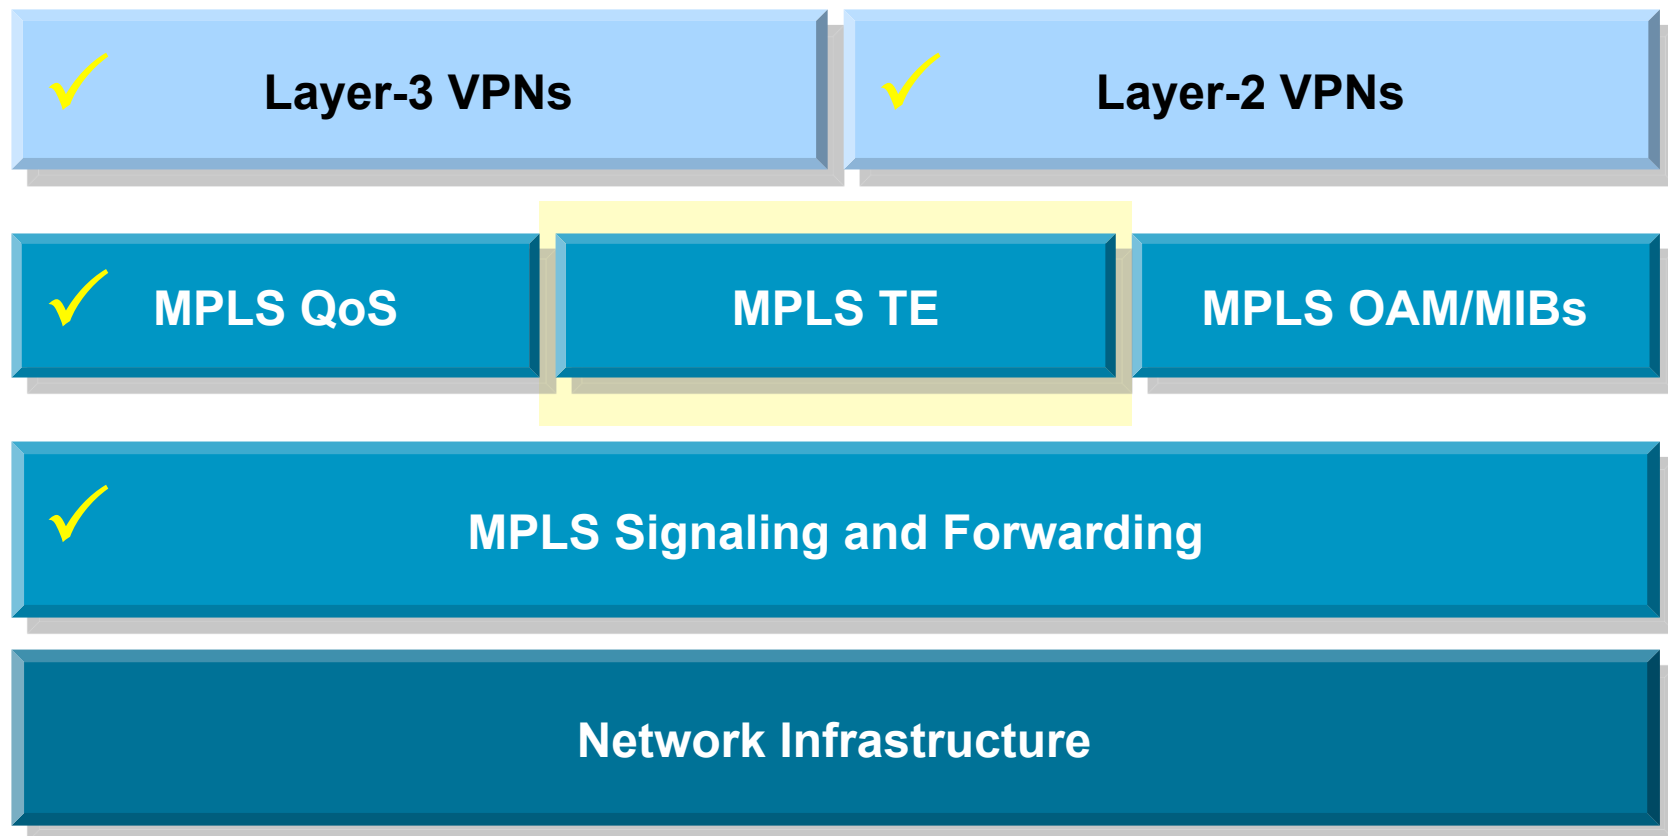 Layer-3 VPNs
Layer-2 VPNs
MPLS QoS
MPLS TE
MPLS OAM/MIBs
MPLS Signaling and Forwarding
Network Infrastructure